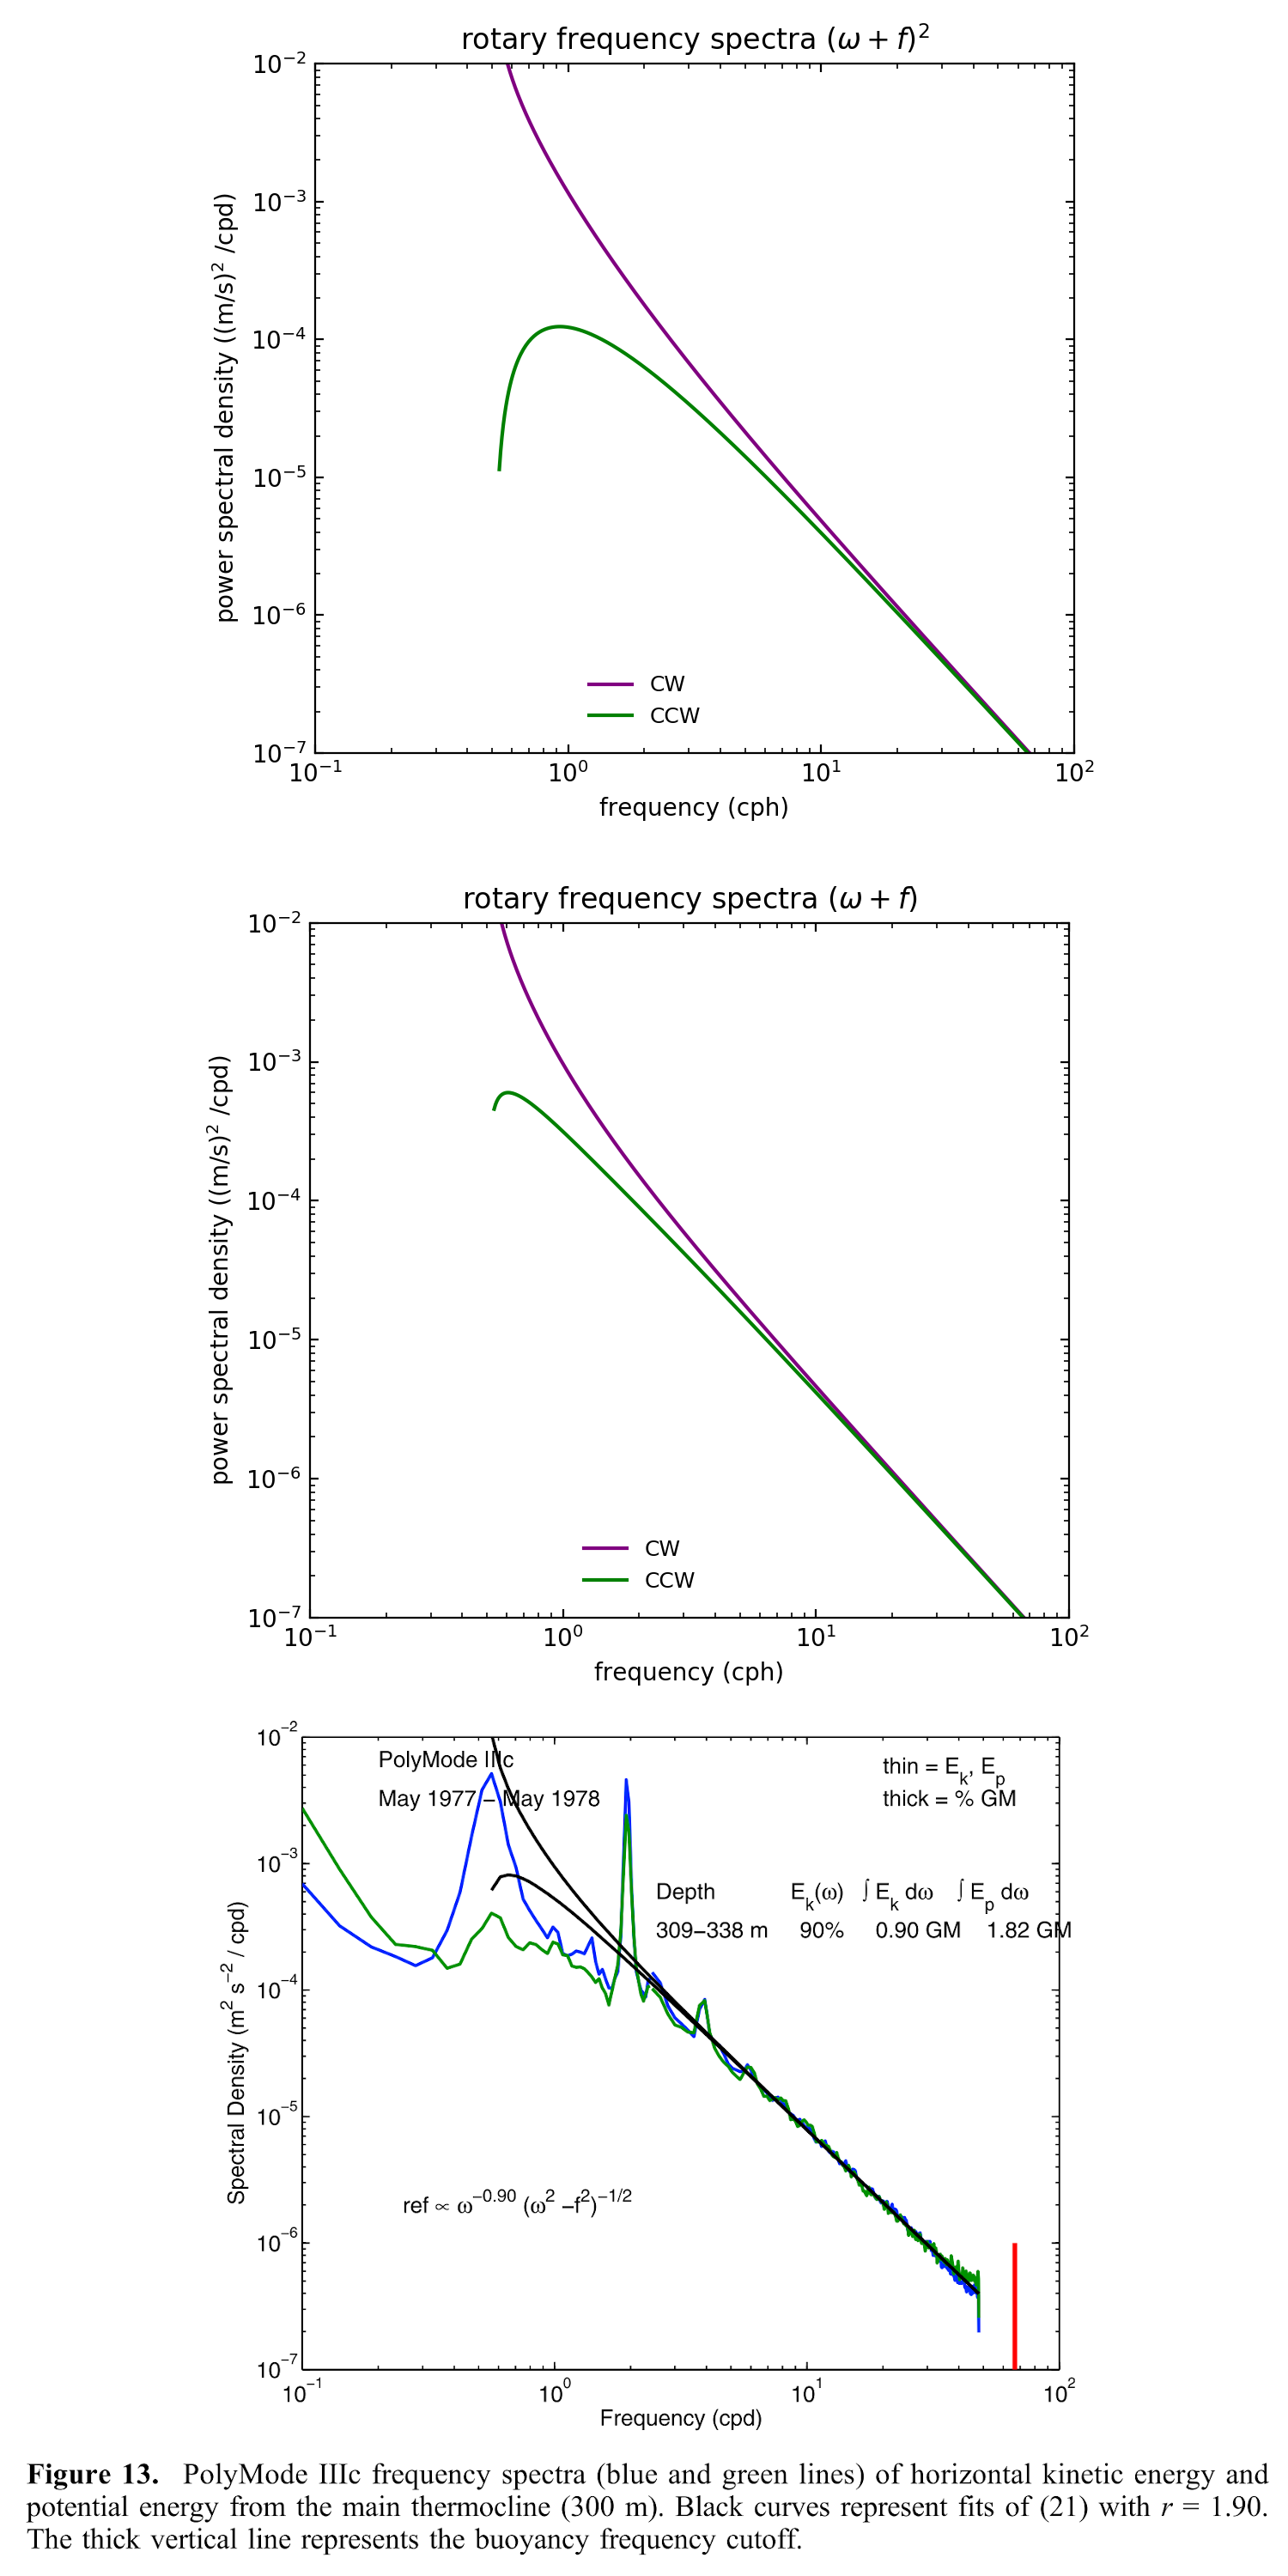 rotary frequency spectra (ω + f)²
10⁻²
10⁻³
10⁻⁴
10⁻⁵
10⁻⁶
10⁻⁷
power spectral density ((m/s)² /cpd)
CW
CCW
10⁻¹ 10⁰ 10¹ 10²
frequency (cph)
rotary frequency spectra (ω + f)
10⁻²
10⁻³
10⁻⁴
10⁻⁵
10⁻⁶
10⁻⁷
power spectral density ((m/s)² /cpd)
CW
CCW
10⁻¹ 10⁰ 10¹ 10²
frequency (cph)
10⁻²
10⁻³
10⁻⁴
10⁻⁵
10⁻⁶
10⁻⁷
Spectral Density (m² s⁻² / cpd)
PolyMode IIIc
May 1977 – May 1978
thin = Eₖ, Eₚ
thick = % GM
Depth Eₖ(ω) ∫ Eₖ dω ∫ Eₚ dω
309–338 m 90% 0.90 GM 1.82 GM
ref ∝ ω⁻⁰·⁹⁰ (ω² –f²)⁻¹ᐟ²
10⁻¹ 10⁰ 10¹ 10²
Frequency (cpd)
Figure 13. PolyMode IIIc frequency spectra (blue and green lines) of horizontal kinetic energy and
potential energy from the main thermocline (300 m). Black curves represent fits of (21) with r = 1.90.
The thick vertical line represents the buoyancy frequency cutoff.